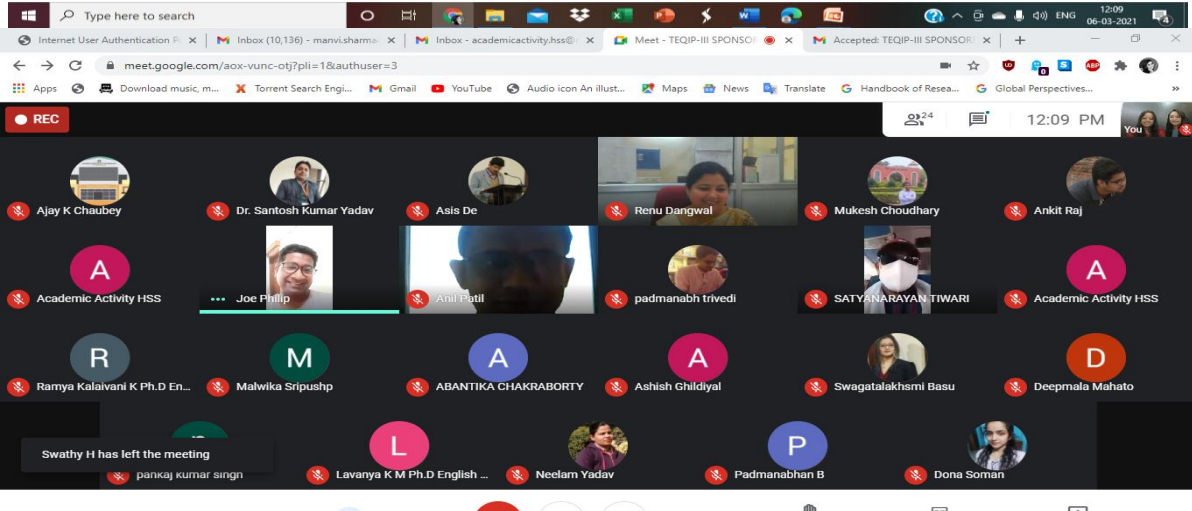 Type here to search
ENG
12:09
06-03-2021
4
Internet User Authentication P
Inbox (10,136) - manvi.sharma
Inbox - academicactivity.hss@
Meet - TEQIP-III SPONSO
Accepted: TEQIP-III SPONSOR
meet.google.com/aox-vunc-otj?pli=1&authuser=3
Apps
Download music, m...
Torrent Search Engi...
Gmail
YouTube
Audio icon An illust...
Maps
News
Translate
Handbook of Resea...
Global Perspectives...
REC
24
12:09 PM
You
Ajay K Chaubey
Dr. Santosh Kumar Yadav
Asis De
Renu Dangwal
Mukesh Choudhary
Ankit Raj
A
Academic Activity HSS
Joe Philip
Anil Patil
padmanabh trivedi
SATYANARAYAN TIWARI
A
Academic Activity HSS
R
Ramya Kalaivani K Ph.D En...
M
Malwika Sripushp
A
ABANTIKA CHAKRABORTY
A
Ashish Ghildiyal
Swagatalakhsmi Basu
D
Deepmala Mahato
Swathy H has left the meeting
pankaj kumar singh
L
Lavanya K M Ph.D English ...
Neelam Yadav
P
Padmanabhan B
Dona Soman